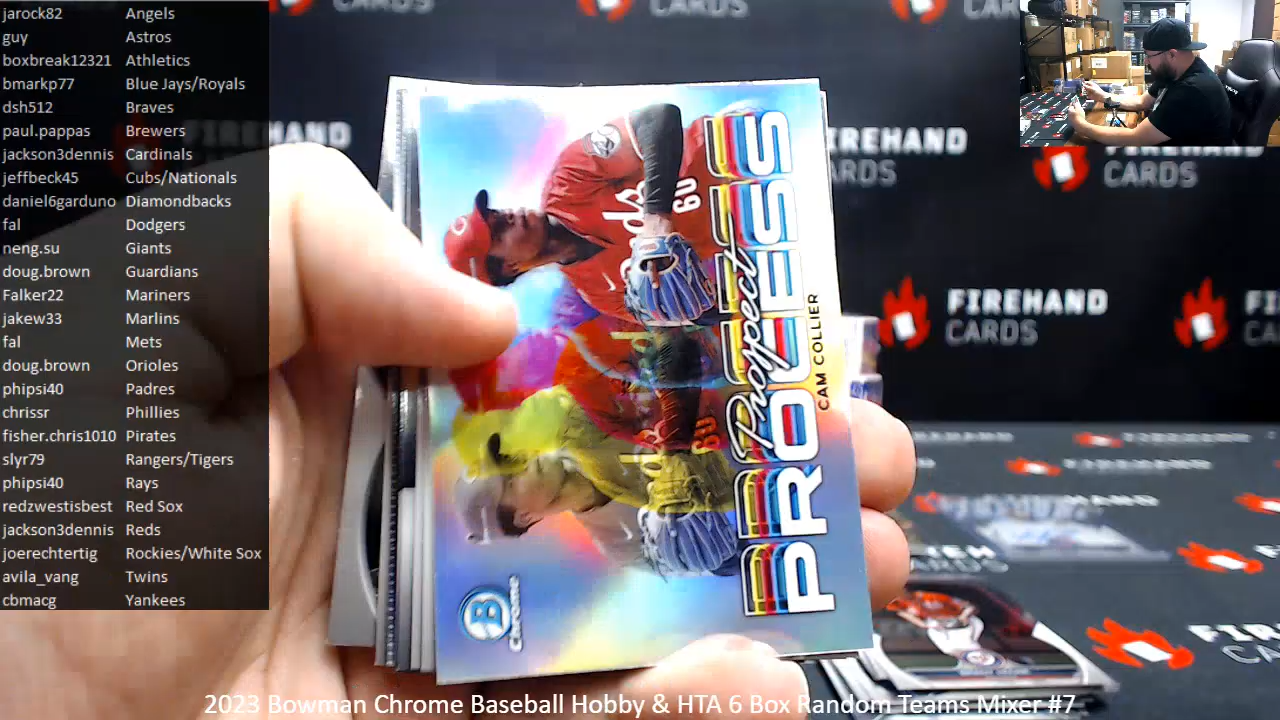 jarock82 Angels
guy Astros
boxbreak12321 Athletics
bmarkp77 Blue Jays/Royals
dsh512 Braves
paul.pappas Brewers
jackson3dennis Cardinals
jeffbeck45 Cubs/Nationals
daniel6garduno Diamondbacks
fal Dodgers
neng.su Giants
doug.brown Guardians
Falker22 Mariners
jakew33 Marlins
fal Mets
doug.brown Orioles
phipsi40 Padres
chrissr Phillies
fisher.chris1010 Pirates
slyr79 Rangers/Tigers
phipsi40 Rays
redzwestisbest Red Sox
jackson3dennis Reds
joerechtertig Rockies/White Sox
avila_vang Twins
cbmacg Yankees
Prospect
PROCESS
CAM COLLIER
B
Chrome
60
FIREHAND
CARDS
FIREHAND
CARDS
2023 Bowman Chrome Baseball Hobby & HTA 6 Box Random Teams Mixer #7